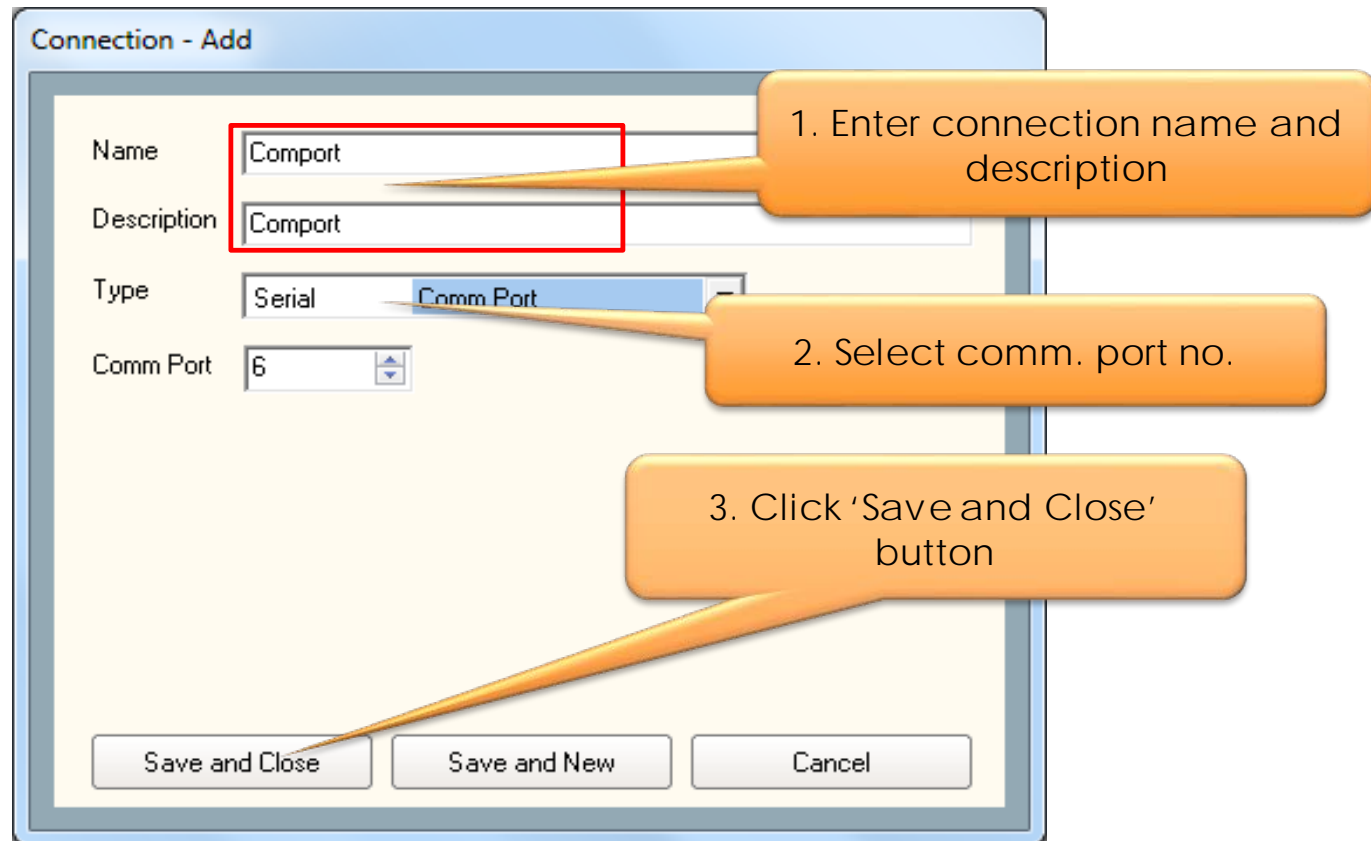 Connection - Add
1. Enter connection name and
description
Name Comport
Description Comport
Type Serial Comm Port
2. Select comm. port no.
Comm Port 6
3. Click ‘Save and Close’
button
Save and Close Save and New Cancel